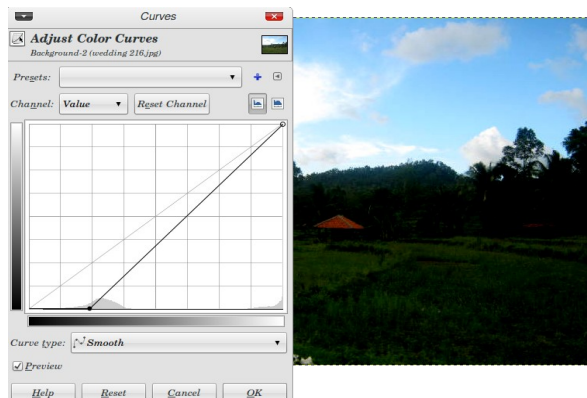 Curves
Adjust Color Curves
Background-2 (wedding 216.jpg)
Presets:
Channel: Value Reset Channel
Curve type: Smooth
Preview
Help Reset Cancel OK